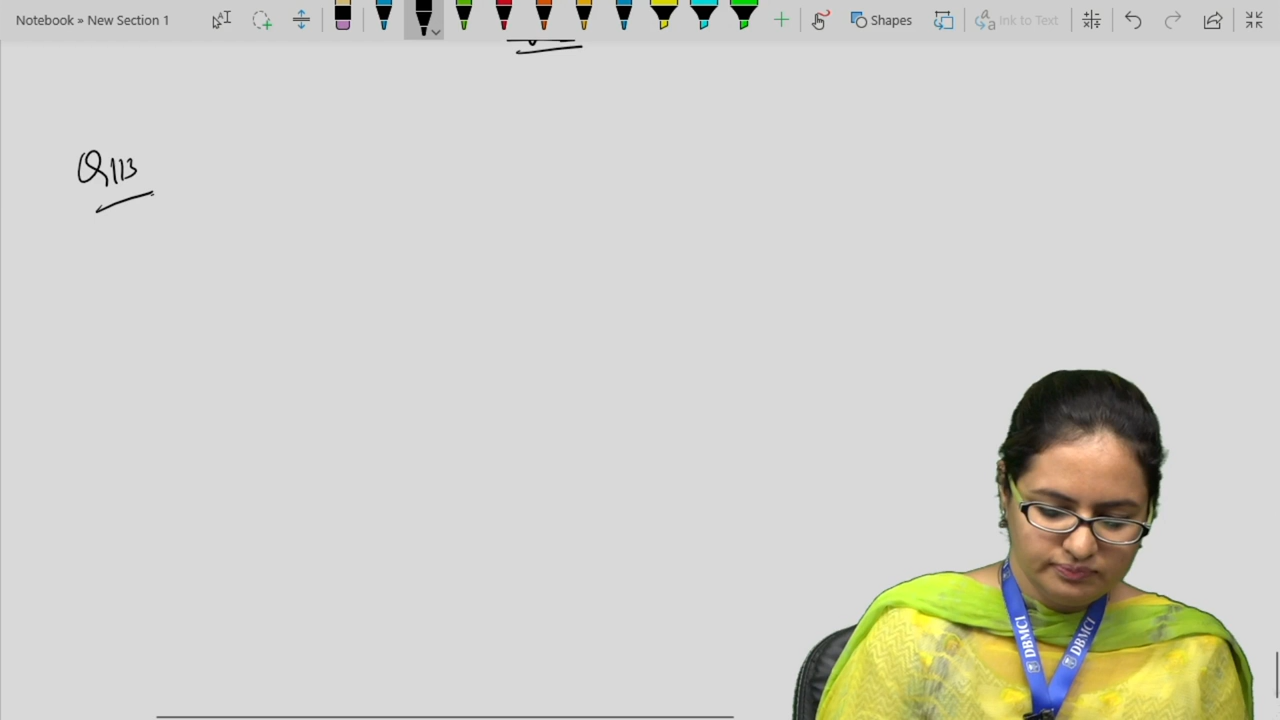 Notebook » New Section 1
Shapes
Ink to Text
Q113
DBMCI
DBMCI